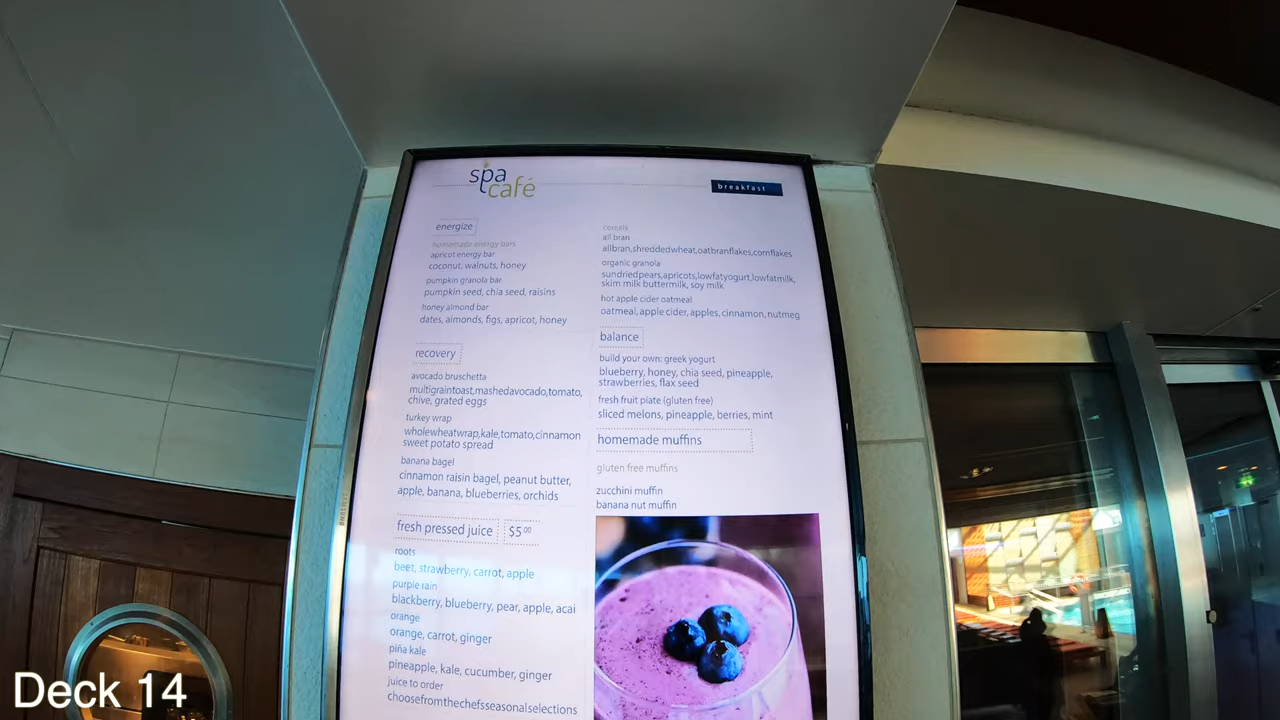 spa
café
breakfast
energize
homemade energy bars
apricot energy bar
coconut, walnuts, honey
pumpkin granola bar
pumpkin seed, chia seed, raisins
honey almond bar
dates, almonds, figs, apricot, honey
recovery
avocado bruschetta
multigraintoast,mashedavocado,tomato,
chive, grated eggs
turkey wrap
wholewheatwrap,kale,tomato,cinnamon
sweet potato spread
banana bagel
cinnamon raisin bagel, peanut butter,
apple, banana, blueberries, orchids
fresh pressed juice $5.00
roots
beet, strawberry, carrot, apple
purple rain
blackberry, blueberry, pear, apple, acai
orange
orange, carrot, ginger
piña kale
pineapple, kale, cucumber, ginger
juice to order
choosefromthechefsseasonalselections
cereals
all bran
allbran,shreddedwheat,oatbranflakes,cornflakes
organic granola
sundriedpears,apricots,lowfatyogurt,lowfatmilk,
skim milk buttermilk, soy milk
hot apple cider oatmeal
oatmeal, apple cider, apples, cinnamon, nutmeg
balance
build your own: greek yogurt
blueberry, honey, chia seed, pineapple,
strawberries, flax seed
fresh fruit plate (gluten free)
sliced melons, pineapple, berries, mint
homemade muffins
gluten free muffins
zucchini muffin
banana nut muffin
Deck 14